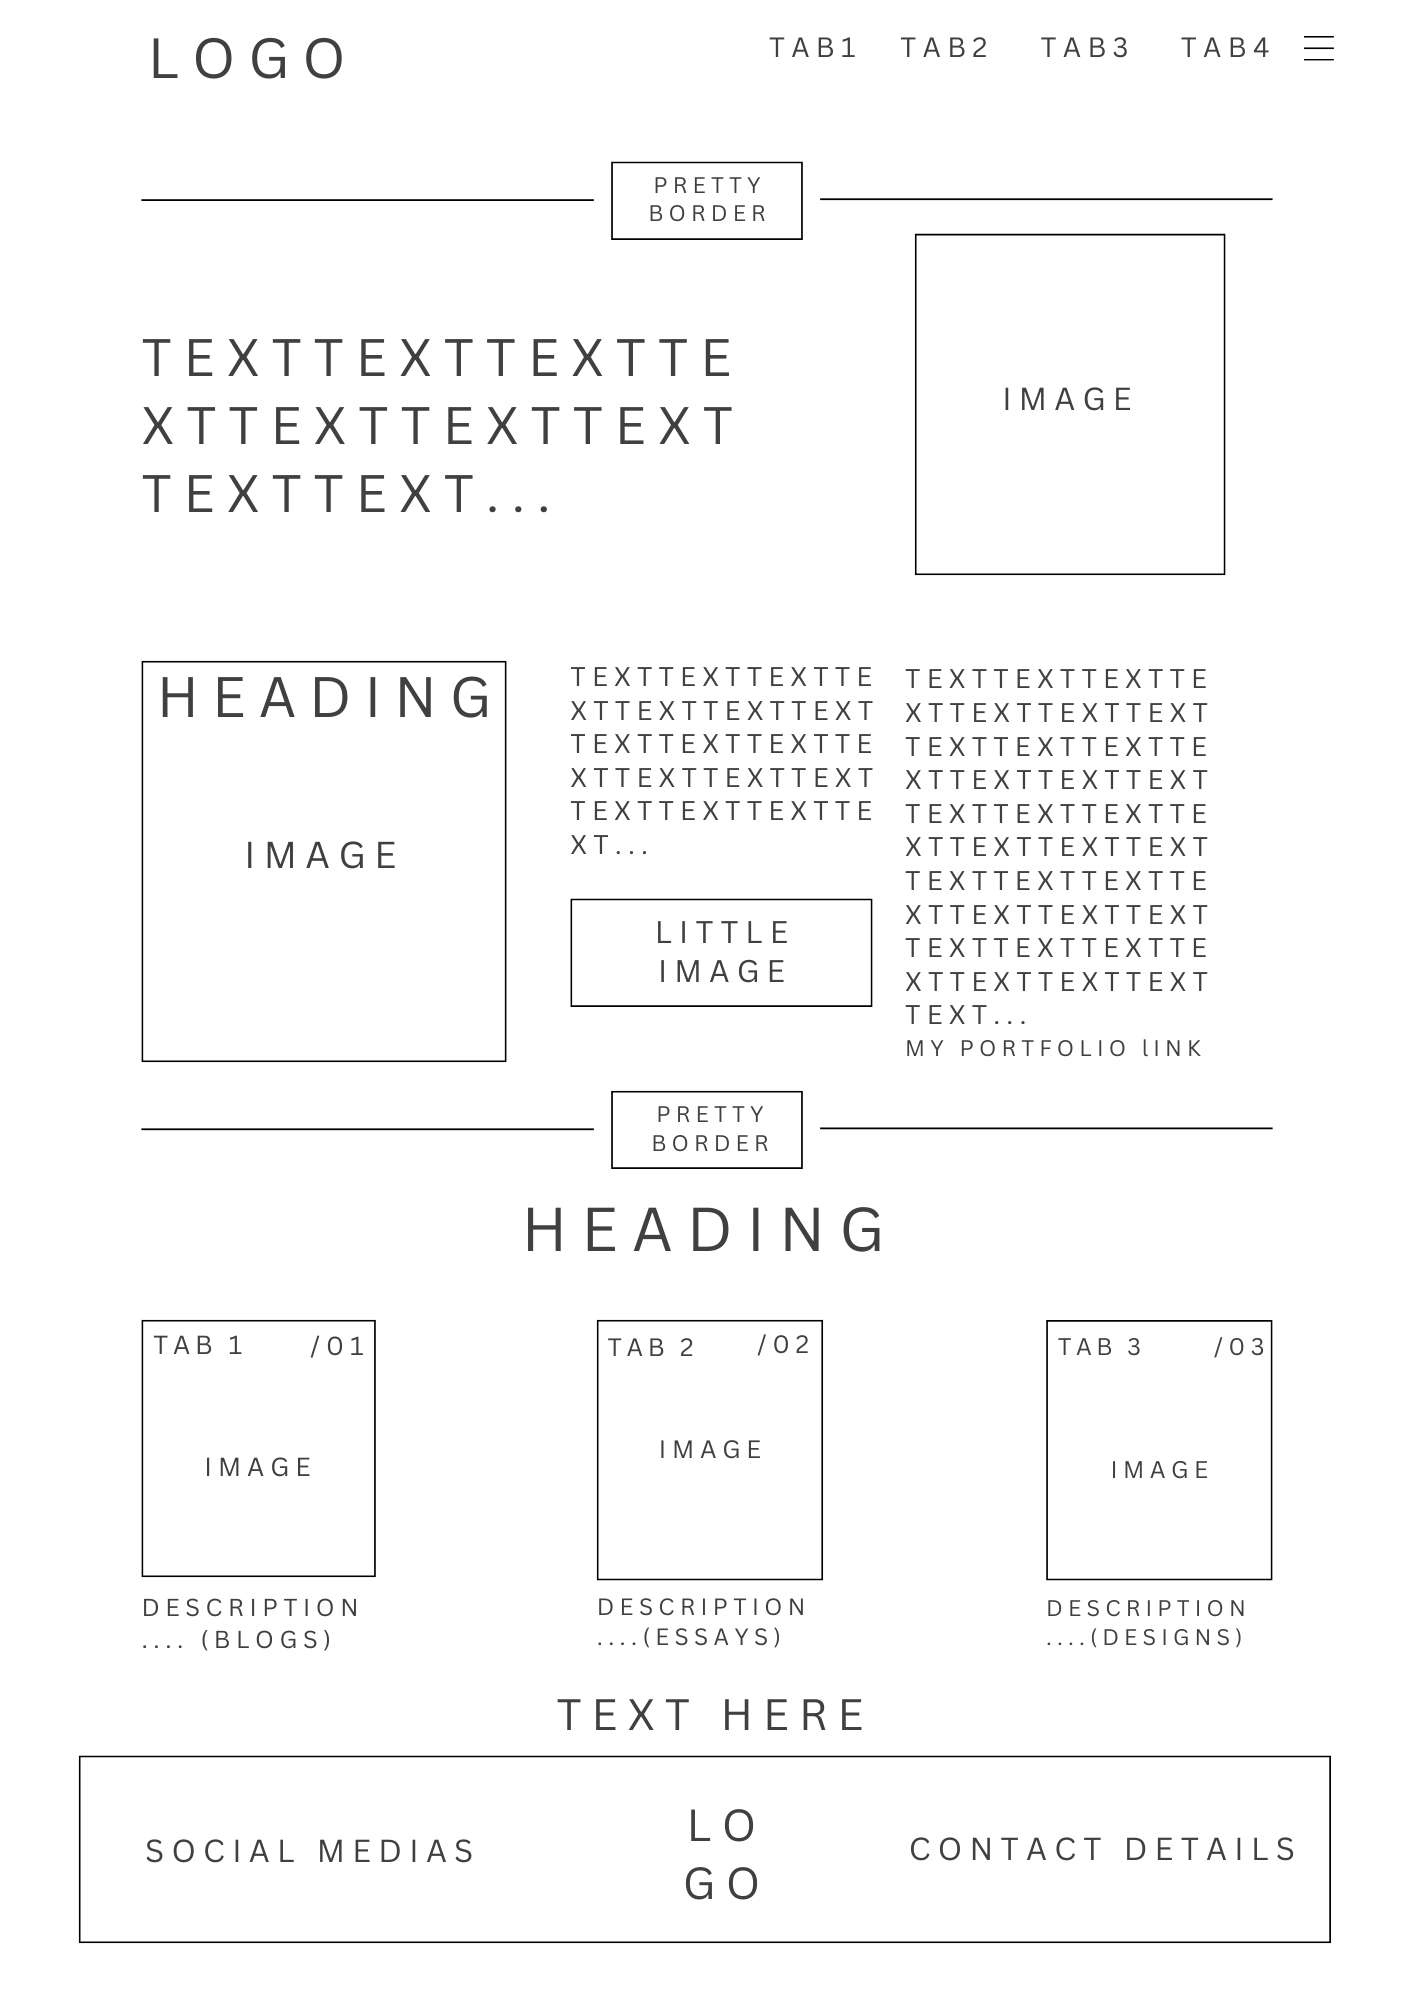 LOGO
TAB1 TAB2 TAB3 TAB4
PRETTY
BORDER
TEXTTEXTTEXTTE
XTTEXTTEXTTEXT
TEXTTEXT...
IMAGE
HEADING
IMAGE
TEXTTEXTTEXTTE
XTTEXTTEXTTEXT
TEXTTEXTTEXTTE
XTTEXTTEXTTEXT
TEXTTEXTTEXTTE
XT...
LITTLE
IMAGE
TEXTTEXTTEXTTE
XTTEXTTEXTTEXT
TEXTTEXTTEXTTE
XTTEXTTEXTTEXT
TEXTTEXTTEXTTE
XTTEXTTEXTTEXT
TEXTTEXTTEXTTE
XTTEXTTEXTTEXT
TEXTTEXTTEXTTE
XTTEXTTEXTTEXT
TEXT...
MY PORTFOLIO lINK
PRETTY
BORDER
HEADING
TAB 1 /01
IMAGE
DESCRIPTION
.... (BLOGS)
TAB 2 /02
IMAGE
DESCRIPTION
....(ESSAYS)
TAB 3 /03
IMAGE
DESCRIPTION
....(DESIGNS)
TEXT HERE
SOCIAL MEDIAS
LO
GO
CONTACT DETAILS